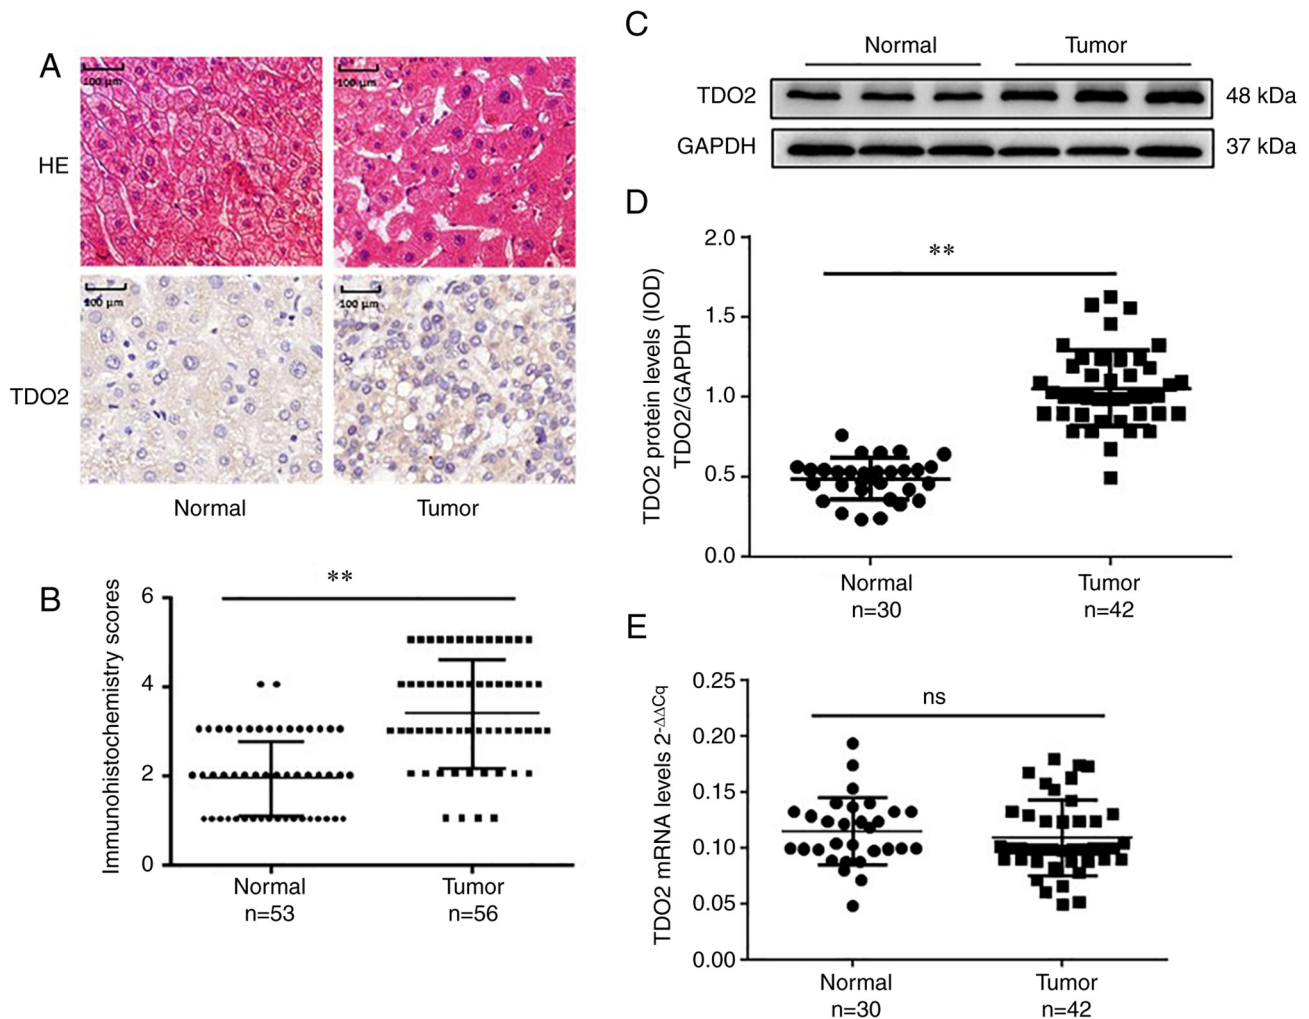 A
100 µm
100 µm
HE
100 µm
100 µm
TDO2
Normal
Tumor
B
Immunohistochemistry scores
**
6
4
2
0
Normal
n=53
Tumor
n=56
C
Normal
Tumor
TDO2
48 kDa
GAPDH
37 kDa
D
TDO2 protein levels (IOD)
TDO2/GAPDH
**
2.0
1.5
1.0
0.5
0.0
Normal
n=30
Tumor
n=42
E
TDO2 mRNA levels 2-ΔΔCq
ns
0.25
0.20
0.15
0.10
0.05
0.00
Normal
n=30
Tumor
n=42